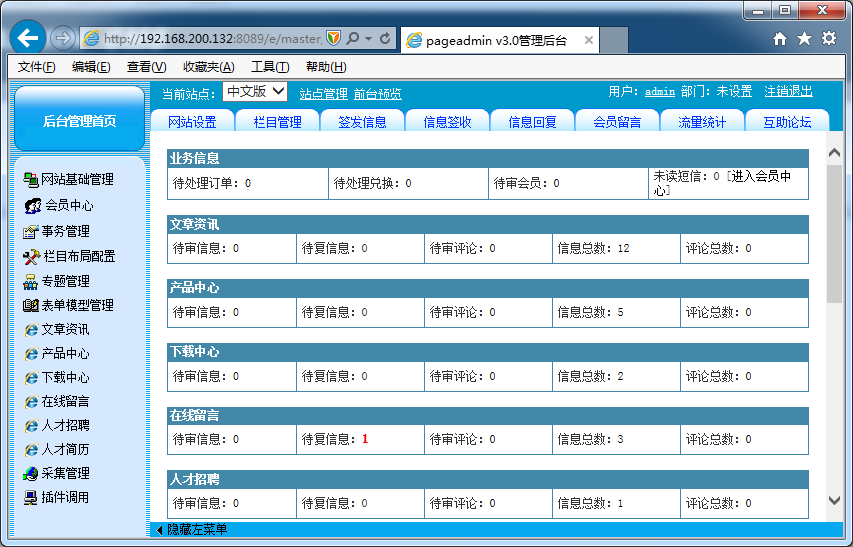 http://192.168.200.132:8089/e/master,
pageadmin v3.0管理后台
文件(F) 编辑(E) 查看(V) 收藏夹(A) 工具(T) 帮助(H)
后台管理首页
当前站点: 中文版 站点管理 前台预览 用户: admin 部门: 未设置 注销退出
网站设置 栏目管理 签发信息 信息签收 信息回复 会员留言 流量统计 互助论坛
网站基础管理
会员中心
事务管理
栏目布局配置
专题管理
表单模型管理
文章资讯
产品中心
下载中心
在线留言
人才招聘
人才简历
采集管理
插件调用
业务信息
待处理订单: 0 待处理兑换: 0 待审会员: 0 未读短信: 0 [进入会员中
心]
文章资讯
待审信息: 0 待复信息: 0 待审评论: 0 信息总数: 12 评论总数: 0
产品中心
待审信息: 0 待复信息: 0 待审评论: 0 信息总数: 5 评论总数: 0
下载中心
待审信息: 0 待复信息: 0 待审评论: 0 信息总数: 2 评论总数: 0
在线留言
待审信息: 0 待复信息: 1 待审评论: 0 信息总数: 3 评论总数: 0
人才招聘
待审信息: 0 待复信息: 0 待审评论: 0 信息总数: 1 评论总数: 0
隐藏左菜单